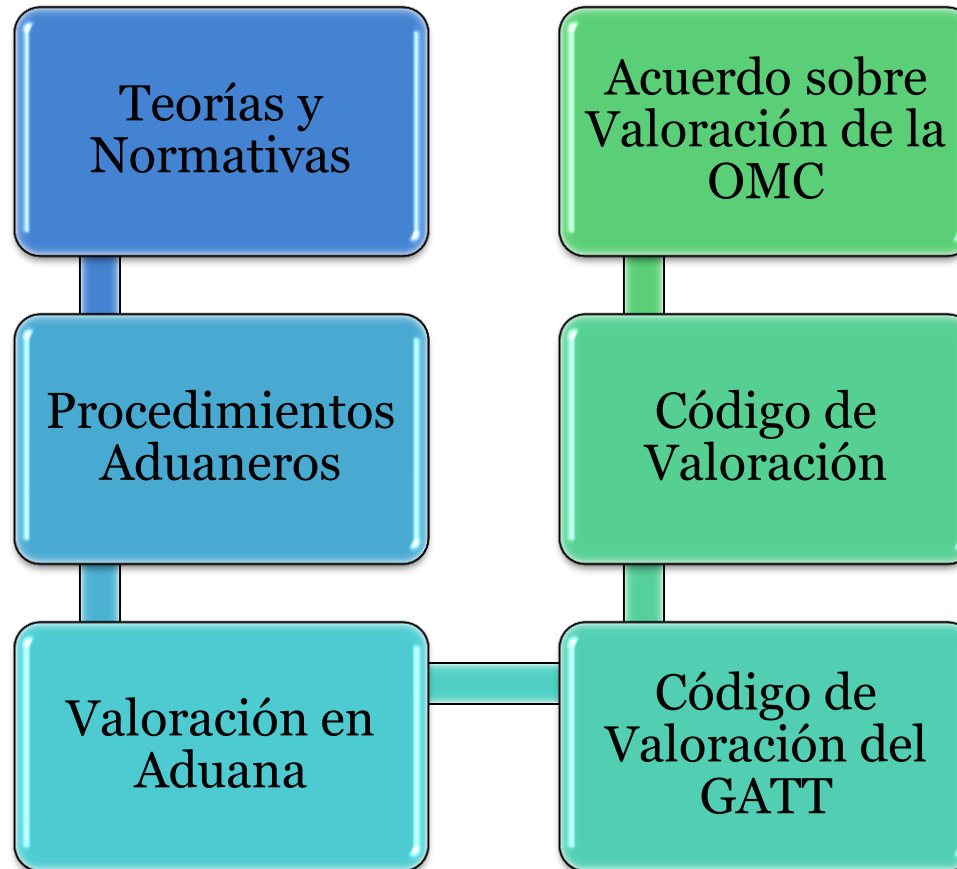 Teorías y
Normativas
Procedimientos
Aduaneros
Valoración en
Aduana
Código de
Valoración del
GATT
Código de
Valoración
Acuerdo sobre
Valoración de la
OMC